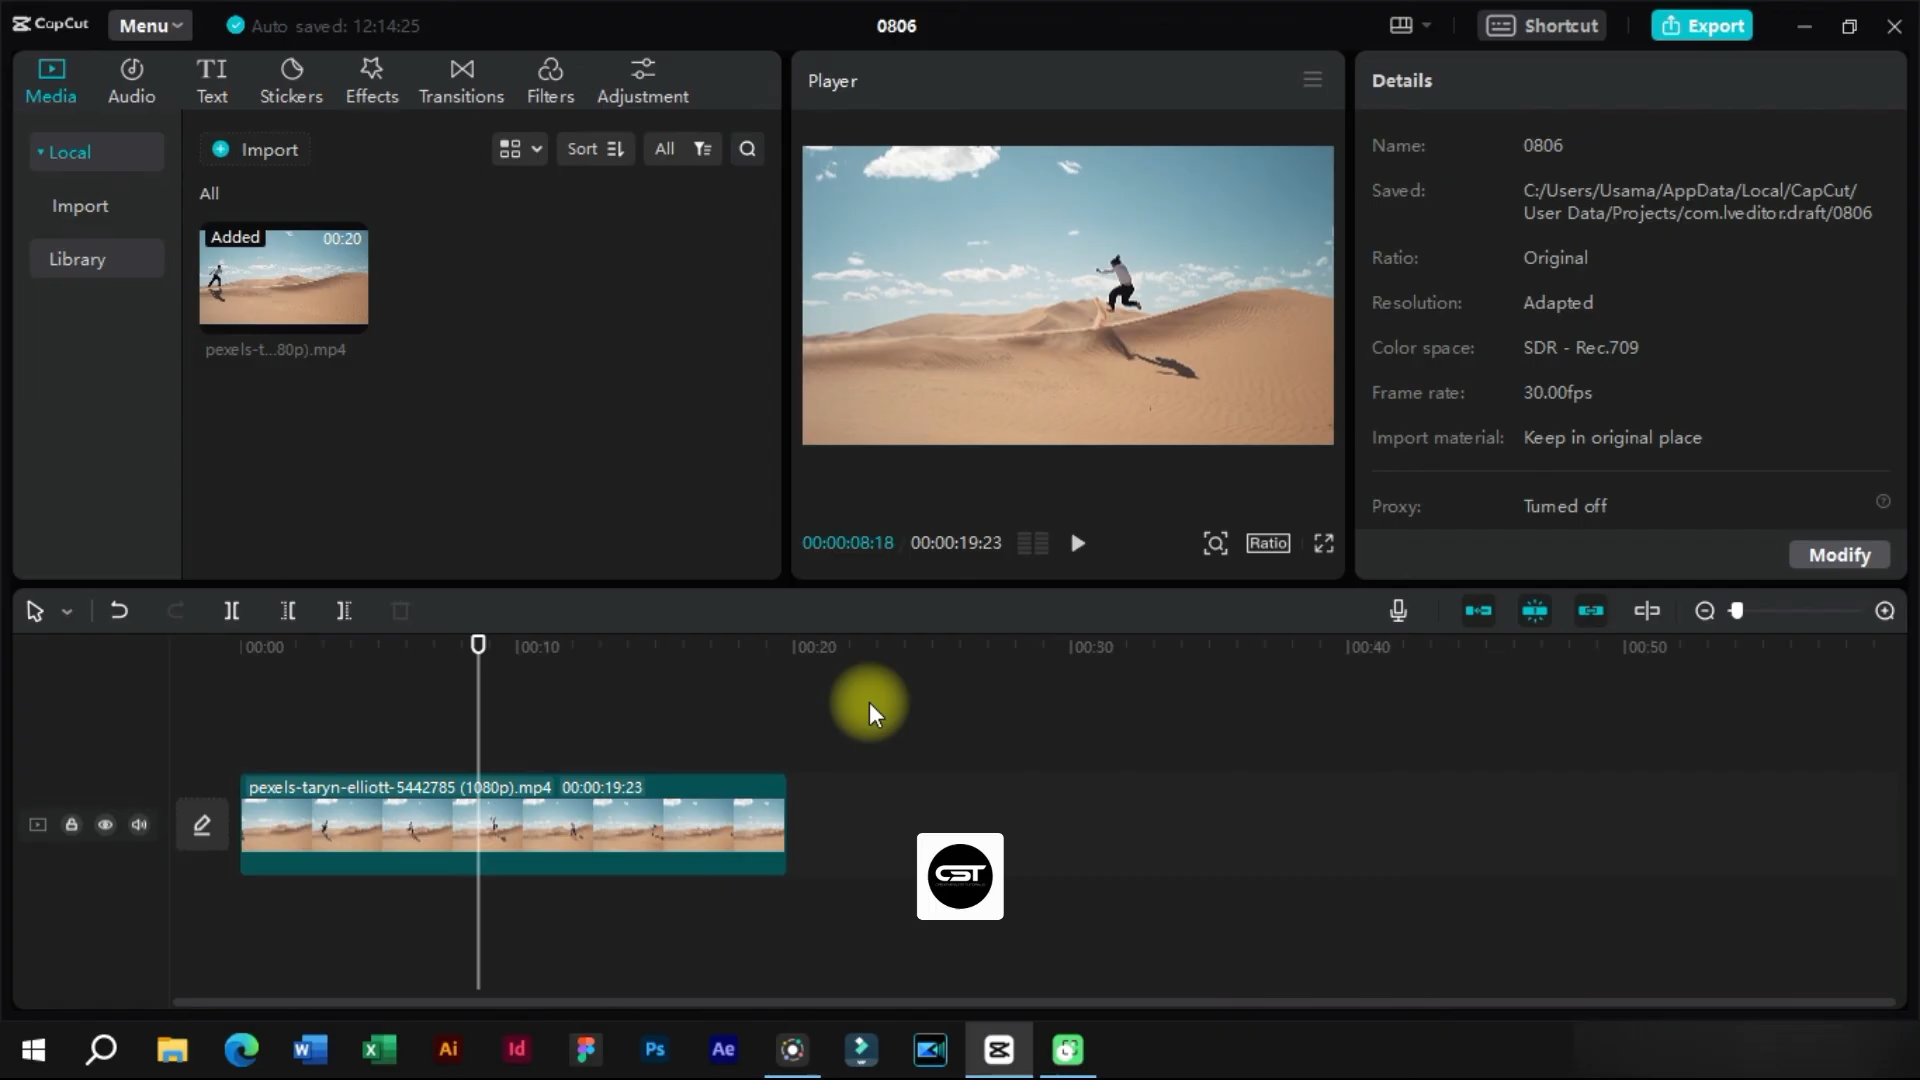 CapCut
Menu
Auto saved: 12:14:25
0806
Shortcut
Export
Media
Audio
TI
Text
Stickers
Effects
Transitions
Filters
Adjustment
Local
Import
Library
Import
Sort
All
All
Added
00:20
pexels-t...80p).mp4
Player
00:00:08:18
00:00:19:23
Ratio
Details
Name: 0806
Saved: C:/Users/Usama/AppData/Local/CapCut/
User Data/Projects/com.lveditor.draft/0806
Ratio: Original
Resolution: Adapted
Color space: SDR - Rec.709
Frame rate: 30.00fps
Import material: Keep in original place
Proxy: Turned off
Modify
00:00
00:10
00:20
00:30
00:40
00:50
pexels-taryn-elliott-5442785 (1080p).mp4 00:00:19:23
CST
W
X
Ai
Id
Ps
Ae